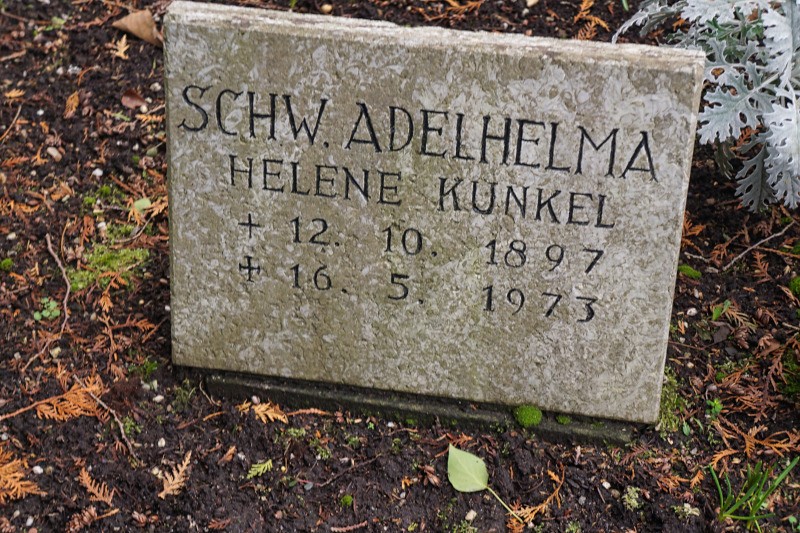 SCHW. ADELHELMA
HELENE KUNKEL
+ 12. 10. 1897
✠ 16. 5. 1973